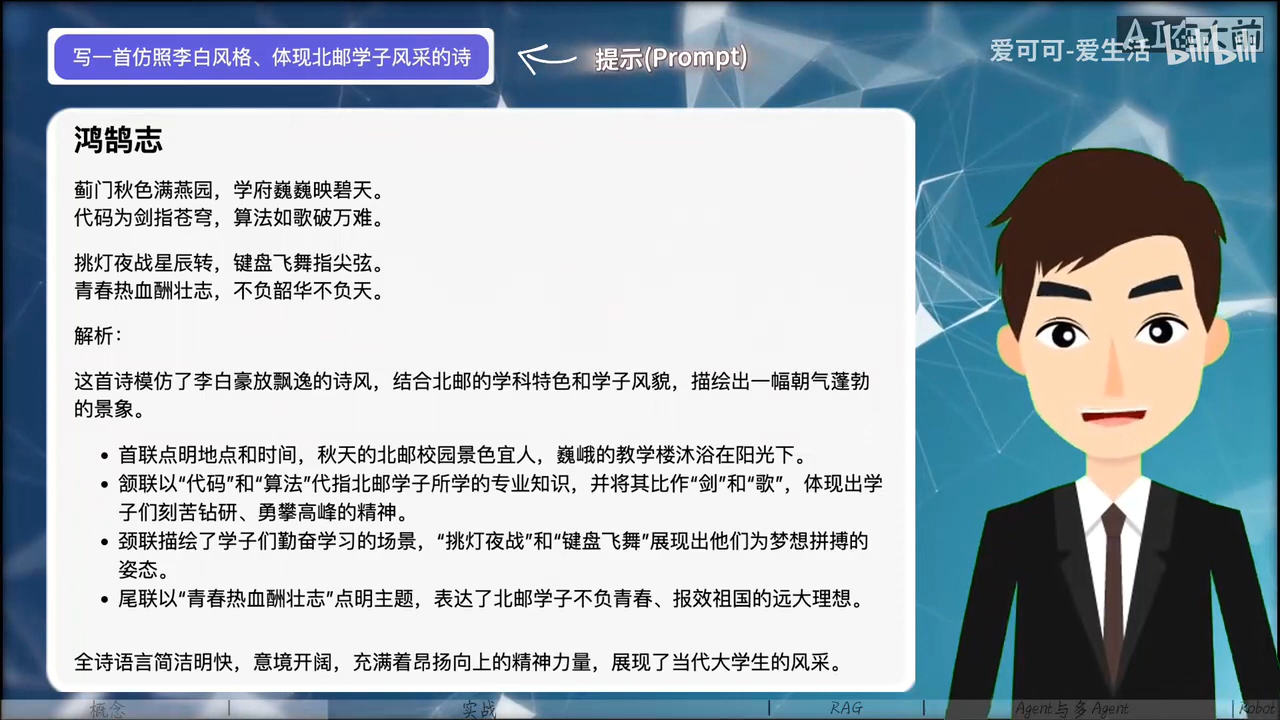 写一首仿照李白风格、体现北邮学子风采的诗
提示(Prompt)
爱可可-爱生活
bilibili
鸿鹄志
蓟门秋色满燕园，学府巍巍映碧天。
代码为剑指苍穹，算法如歌破万难。
挑灯夜战星辰转，键盘飞舞指尖弦。
青春热血酬壮志，不负韶华不负天。
解析：
这首诗模仿了李白豪放飘逸的诗风，结合北邮的学科特色和学子风貌，描绘出一幅朝气蓬勃
的景象。
• 首联点明地点和时间，秋天的北邮校园景色宜人，巍峨的教学楼沐浴在阳光下。
• 颔联以“代码”和“算法”代指北邮学子所学的专业知识，并将其比作“剑”和“歌”，体现出学
子们刻苦钻研、勇攀高峰的精神。
• 颈联描绘了学子们勤奋学习的场景，“挑灯夜战”和“键盘飞舞”展现出他们为梦想拼搏的
姿态。
• 尾联以“青春热血酬壮志”点明主题，表达了北邮学子不负青春、报效祖国的远大理想。
全诗语言简洁明快，意境开阔，充满着昂扬向上的精神力量，展现了当代大学生的风采。
概念
实战
RAG
Agent与多Agent
Robot